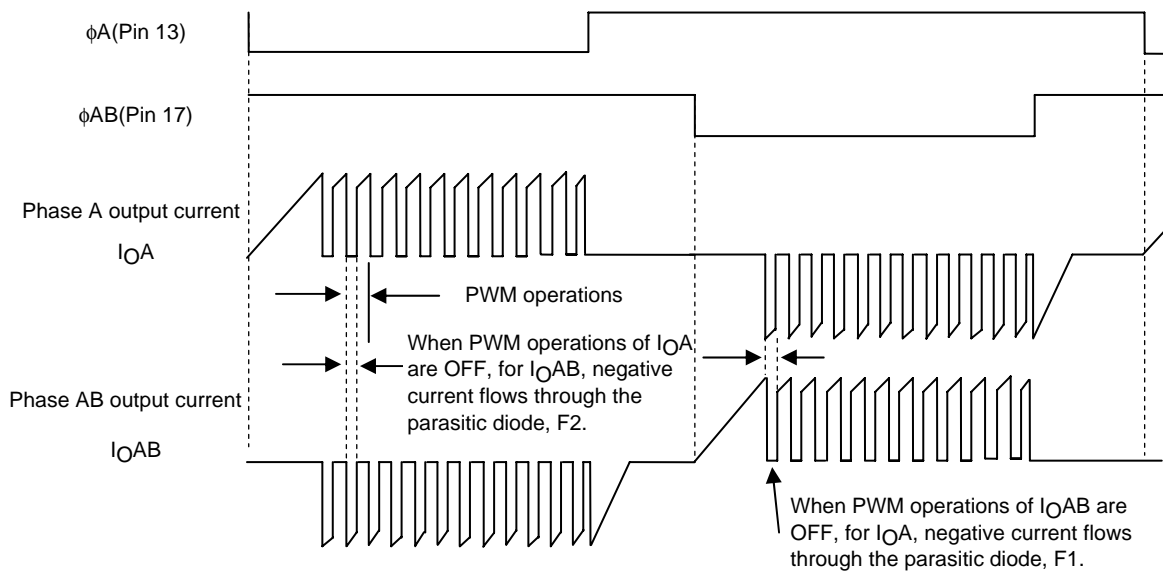 ϕA(Pin 13)
ϕAB(Pin 17)
Phase A output current
IOA
PWM operations
When PWM operations of IOA
are OFF, for IOAB, negative
current flows through the
parasitic diode, F2.
Phase AB output current
IOAB
When PWM operations of IOAB are
OFF, for IOA, negative current flows
through the parasitic diode, F1.